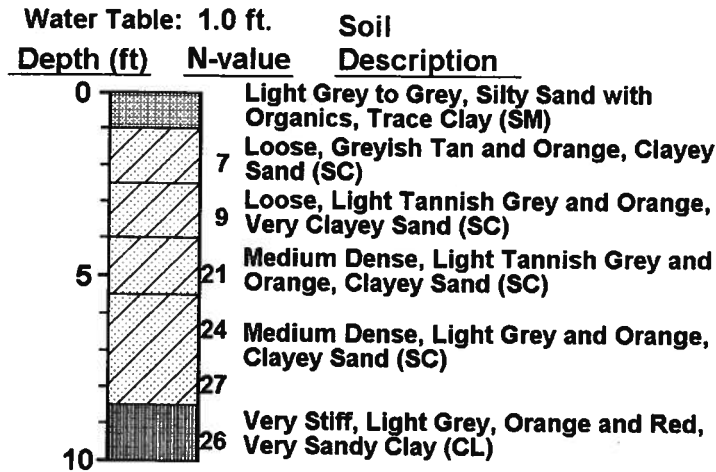 Water Table: 1.0 ft.
Soil
Depth (ft) N-value Description
0
Light Grey to Grey, Silty Sand with
Organics, Trace Clay (SM)
7
Loose, Greyish Tan and Orange, Clayey
Sand (SC)
9
Loose, Light Tannish Grey and Orange,
Very Clayey Sand (SC)
5
21
Medium Dense, Light Tannish Grey and
Orange, Clayey Sand (SC)
24
Medium Dense, Light Grey and Orange,
Clayey Sand (SC)
27
26
Very Stiff, Light Grey, Orange and Red,
Very Sandy Clay (CL)
10